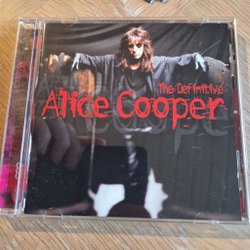 The Definitive
Alice Cooper